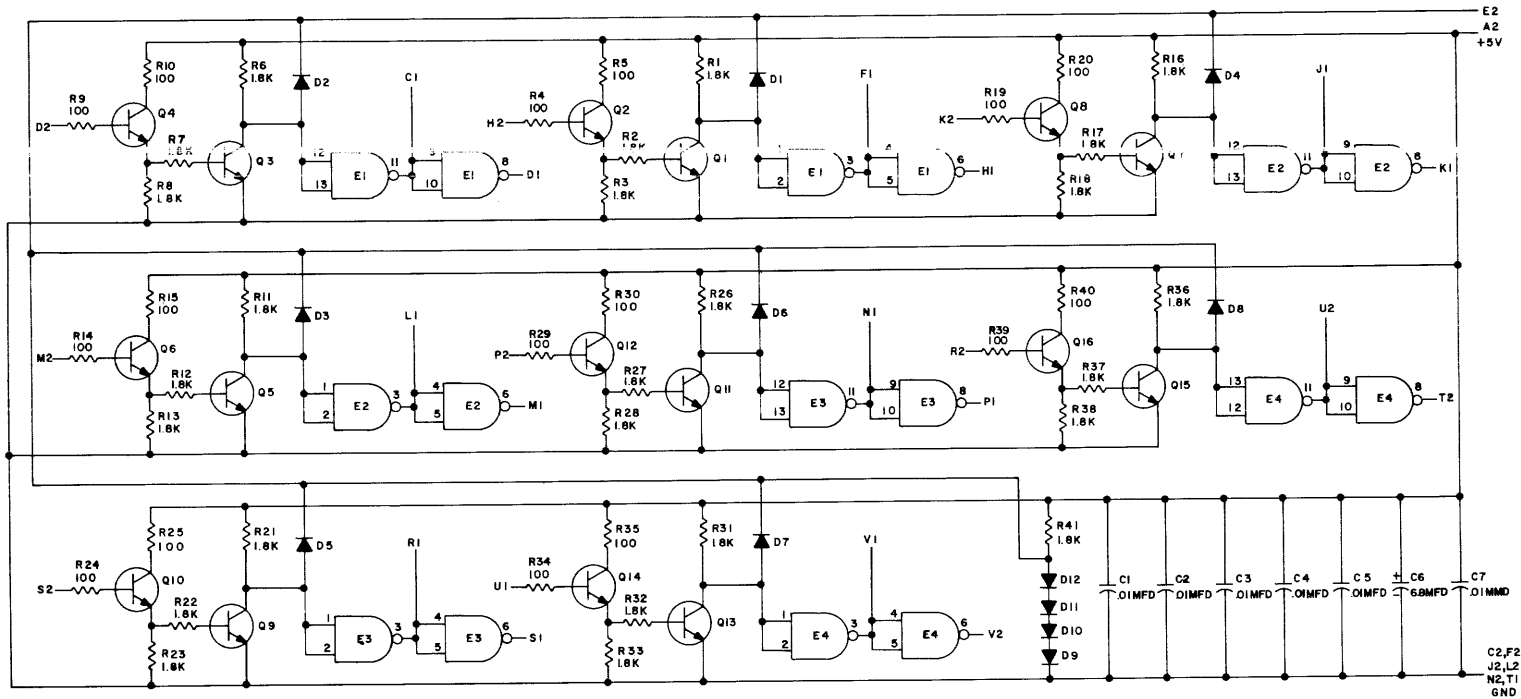 E2
A2
+5V
R10
100
R6
1.8K
D2
C1
R9
100
D2
Q4
R7
1.8K
Q3
R8
1.8K
12
13
E1
11
10
E1
8
D1
R5
100
R1
1.8K
D1
F1
R4
100
H2
Q2
R2
1.8K
Q1
R3
1.8K
1
2
E1
3
4
5
E1
6
H1
R20
100
R16
1.8K
D4
J1
R19
100
K2
Q8
R17
1.8K
R18
1.8K
12
13
E2
11
9
10
E2
8
K1
R15
100
R11
1.8K
D3
L1
R14
100
M2
Q6
R12
1.8K
Q5
R13
1.8K
1
2
E2
3
4
5
E2
6
M1
R30
100
R26
1.8K
D6
N1
R29
100
P2
Q12
R27
1.8K
Q11
R28
1.8K
12
13
E3
11
9
10
E3
8
P1
R40
100
R36
1.8K
D8
U2
R39
100
R2
Q16
R37
1.8K
Q15
R38
1.8K
13
12
E4
11
9
10
E4
8
T2
R25
100
R21
1.8K
D5
R1
R24
100
S2
Q10
R22
1.8K
Q9
R23
1.8K
1
2
E3
3
4
5
E3
6
S1
R35
100
R31
1.8K
D7
V1
R34
100
U1
Q14
R32
1.8K
Q13
R33
1.8K
1
2
E4
3
4
5
E4
6
V2
R41
1.8K
D12
D11
D10
D9
C1
.01MFD
C2
.01MFD
C3
.01MFD
C4
.01MFD
C5
.01MFD
+
C6
6.8MFD
C7
.01MMD
C2,F2
J2,L2
N2,T1
GND